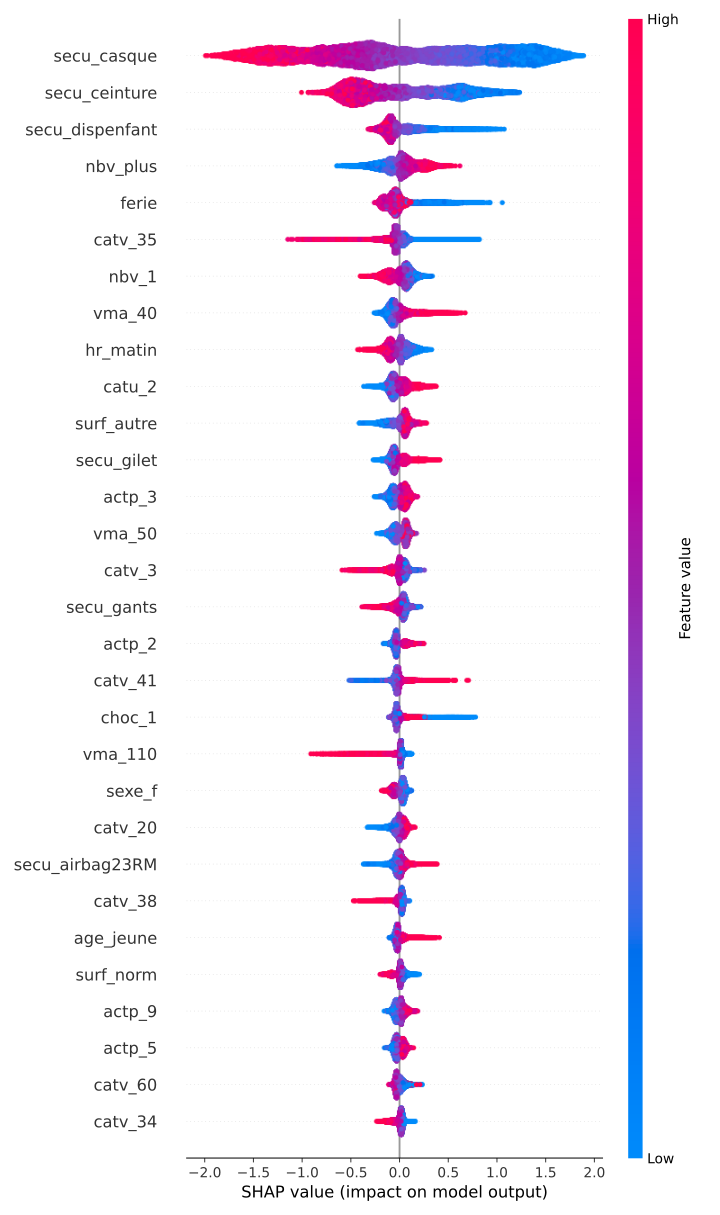 High
secu_casque
secu_ceinture
secu_dispenfant
nbv_plus
ferie
catv_35
nbv_1
vma_40
hr_matin
catu_2
surf_autre
secu_gilet
actp_3
vma_50
catv_3
secu_gants
actp_2
catv_41
choc_1
vma_110
sexe_f
catv_20
secu_airbag23RM
catv_38
age_jeune
surf_norm
actp_9
actp_5
catv_60
catv_34
Feature value
Low
−2.0 −1.5 −1.0 −0.5 0.0 0.5 1.0 1.5 2.0
SHAP value (impact on model output)